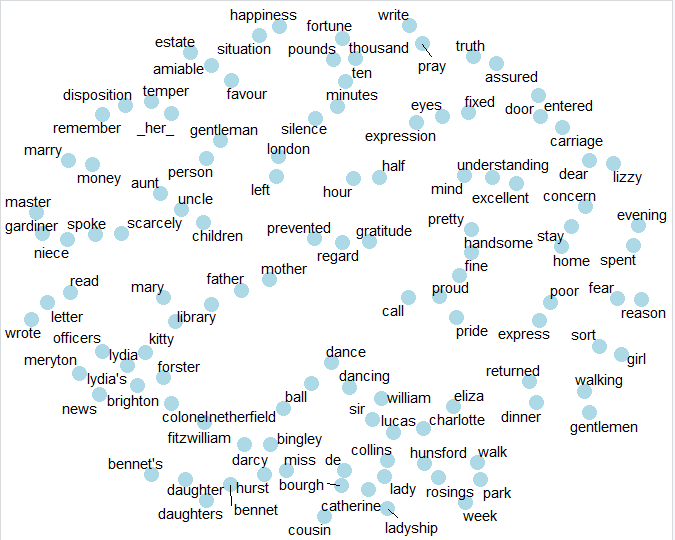 happiness
fortune
write
estate
situation
pounds
thousand
truth
amiable
ten
pray
assured
disposition
temper
favour
minutes
eyes
fixed
door
entered
remember
_her_
gentleman
silence
expression
carriage
marry
london
half
understanding
money
person
aunt
left
hour
mind
excellent
dear
lizzy
master
uncle
concern
gardiner
spoke
scarcely
children
prevented
gratitude
pretty
evening
niece
regard
handsome
stay
home
spent
read
mary
father
mother
fine
letter
library
call
proud
poor
fear
wrote
officers
kitty
pride
express
reason
meryton
lydia
forster
dance
sort
girl
lydia's
dancing
returned
walking
news
brighton
ball
william
eliza
colonel
netherfield
sir
lucas
charlotte
dinner
gentlemen
fitzwilliam
bingley
collins
hunsford
walk
bennet's
darcy
miss
de
daughter
hurst
bourgh
lady
rosings
park
daughters
bennet
catherine
week
cousin
ladyship